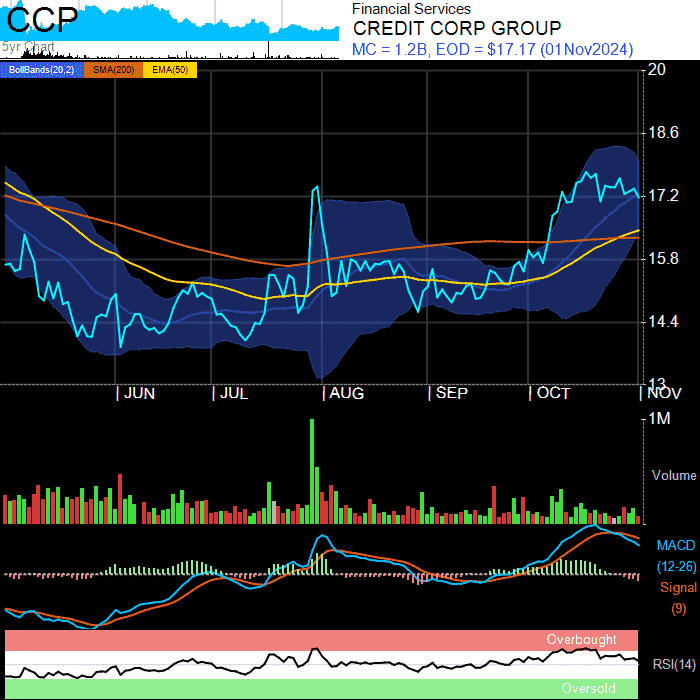 CCP
5yr Chart
Financial Services
CREDIT CORP GROUP
MC = 1.2B, EOD = $17.17 (01Nov2024)
BollBands(20,2) SMA(200) EMA(50)
20
18.6
17.2
15.8
14.4
13
JUN JUL AUG SEP OCT NOV
1M
Volume
MACD
(12-26)
Signal
(9)
Overbought
RSI(14)
Oversold